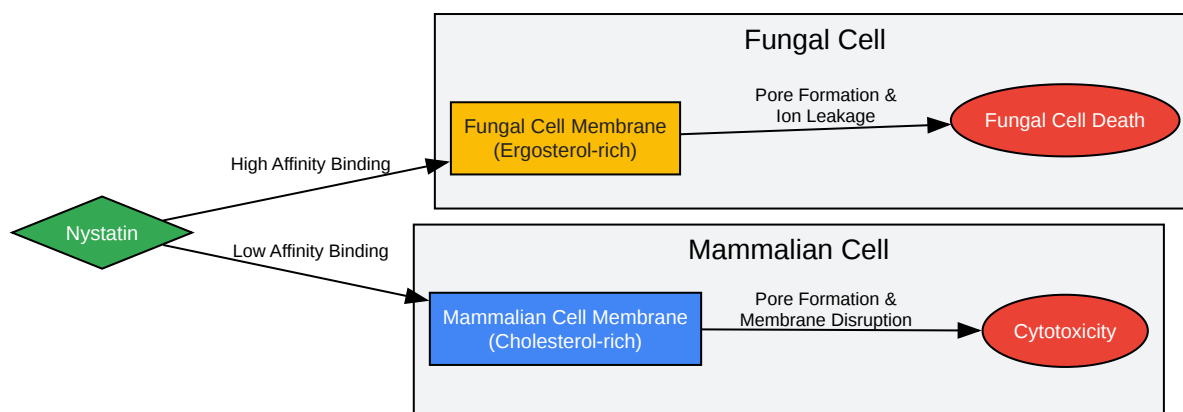 Fungal Cell
Pore Formation &
Ion Leakage
Fungal Cell Membrane
(Ergosterol-rich)
Fungal Cell Death
High Affinity Binding
Nystatin
Low Affinity Binding
Mammalian Cell
Pore Formation &
Membrane Disruption
Mammalian Cell Membrane
(Cholesterol-rich)
Cytotoxicity